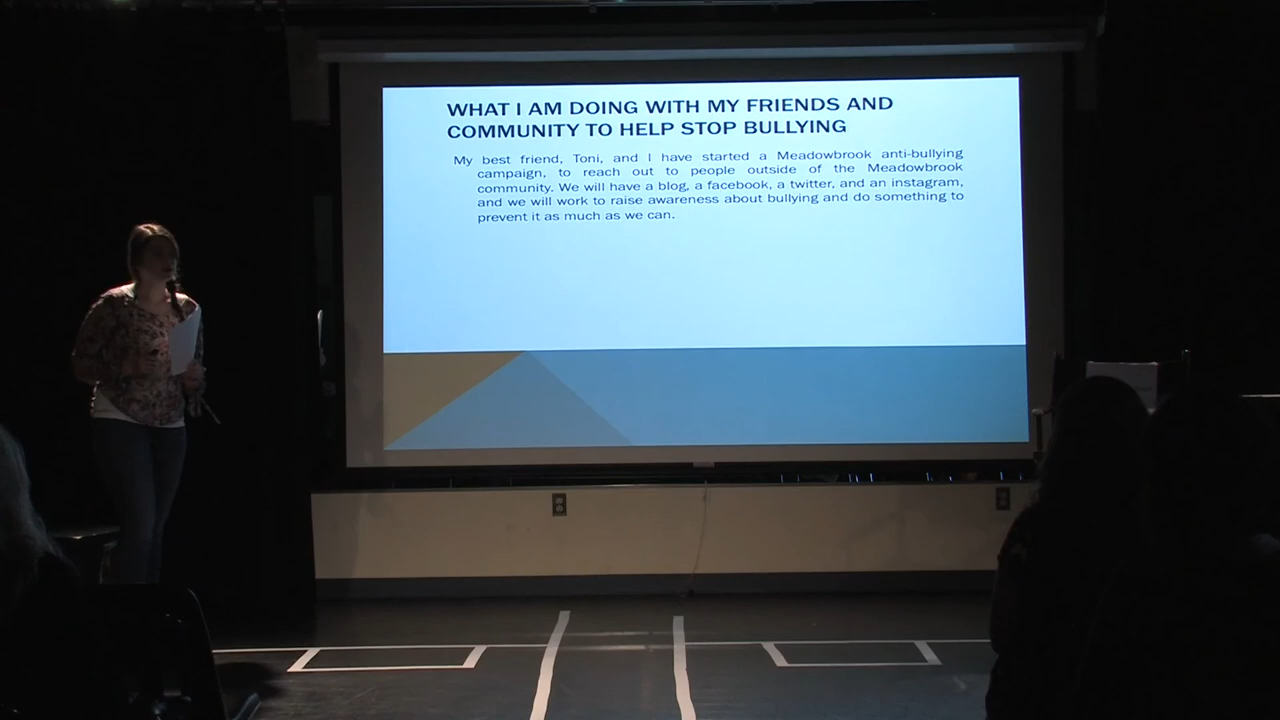 WHAT I AM DOING WITH MY FRIENDS AND
COMMUNITY TO HELP STOP BULLYING
My best friend, Toni, and I have started a Meadowbrook anti-bullying
campaign, to reach out to people outside of the Meadowbrook
community. We will have a blog, a facebook, a twitter, and an instagram,
and we will work to raise awareness about bullying and do something to
prevent it as much as we can.